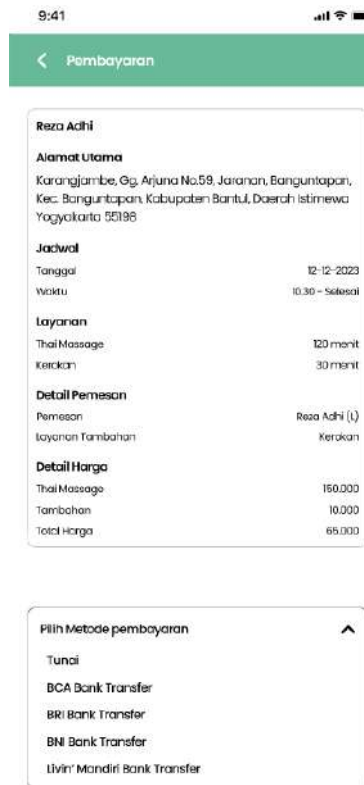 9:41
Pembayaran
Reza Adhi
Alamat Utama
Karangjambe, Gg. Arjuna No.59, Jaranan, Banguntapan,
Kec. Banguntapan, Kabupaten Bantul, Daerah Istimewa
Yogyakarta 55198
Jadwal
Tanggal 12-12-2023
Waktu 10.30 - Selesai
Layanan
Thai Massage 120 menit
Kerokan 30 menit
Detail Pemesan
Pemesan Reza Adhi (L)
Layanan Tambahan Kerokan
Detail Harga
Thai Massage 150.000
Tambahan 10.000
Total Harga 65.000
Pilih Metode pembayaran
Tunai
BCA Bank Transfer
BRI Bank Transfer
BNI Bank Transfer
Livin' Mandiri Bank Transfer